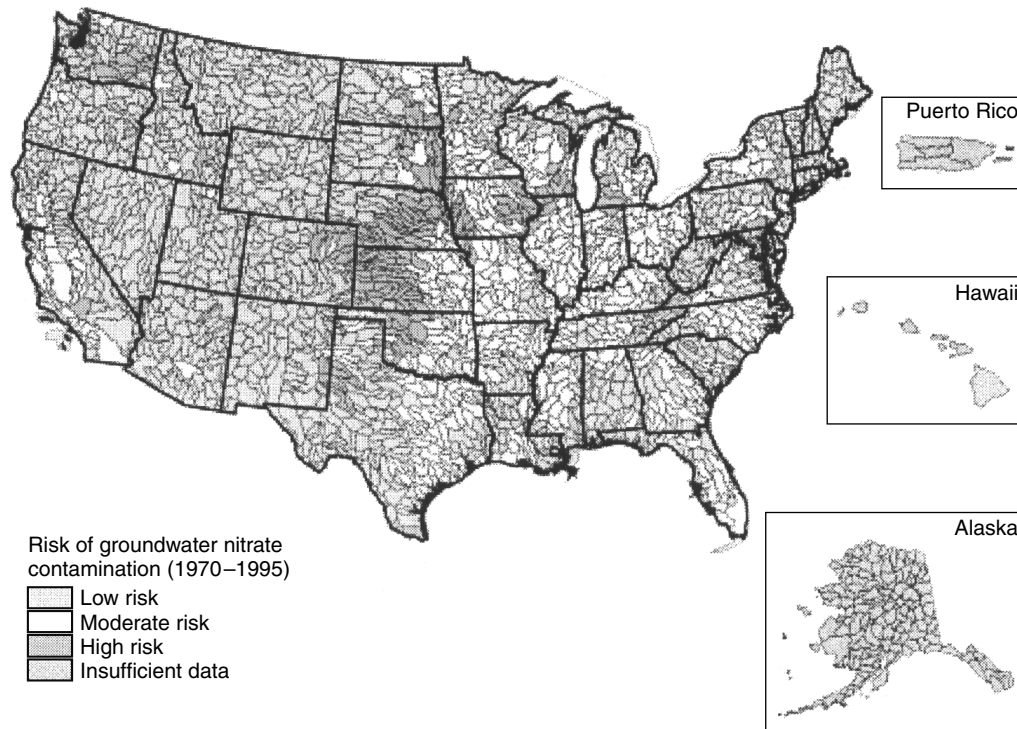 Puerto Rico
Hawaii
Alaska
Risk of groundwater nitrate
contamination (1970–1995)
Low risk
Moderate risk
High risk
Insufficient data